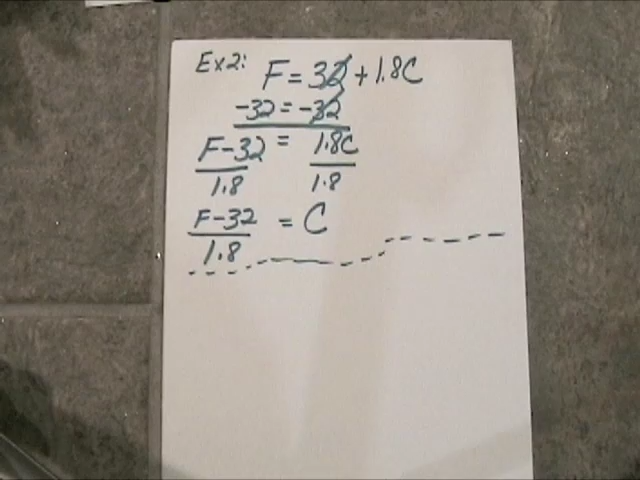 Ex2: F = 32 + 1.8C
-32 = -32
F-32 = 1.8C
1.8 1.8
F-32 = C
1.8